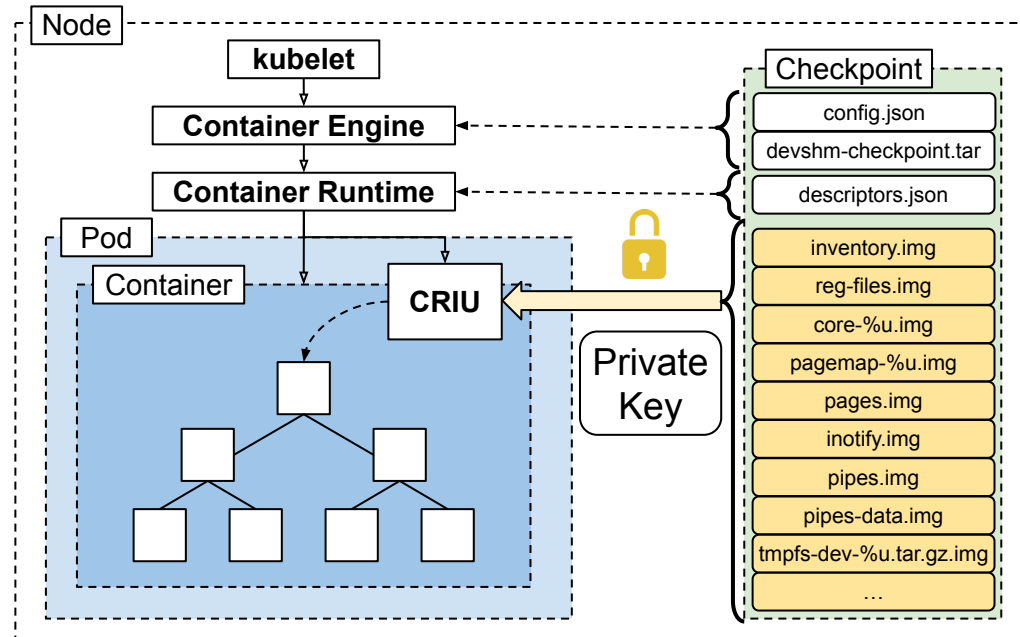 Node
kubelet
Container Engine
Container Runtime
Pod
Container
CRIU
Private
Key
Checkpoint
config.json
devshm-checkpoint.tar
descriptors.json
inventory.img
reg-files.img
core-%u.img
pagemap-%u.img
pages.img
inotify.img
pipes.img
pipes-data.img
tmpfs-dev-%u.tar.gz.img
…